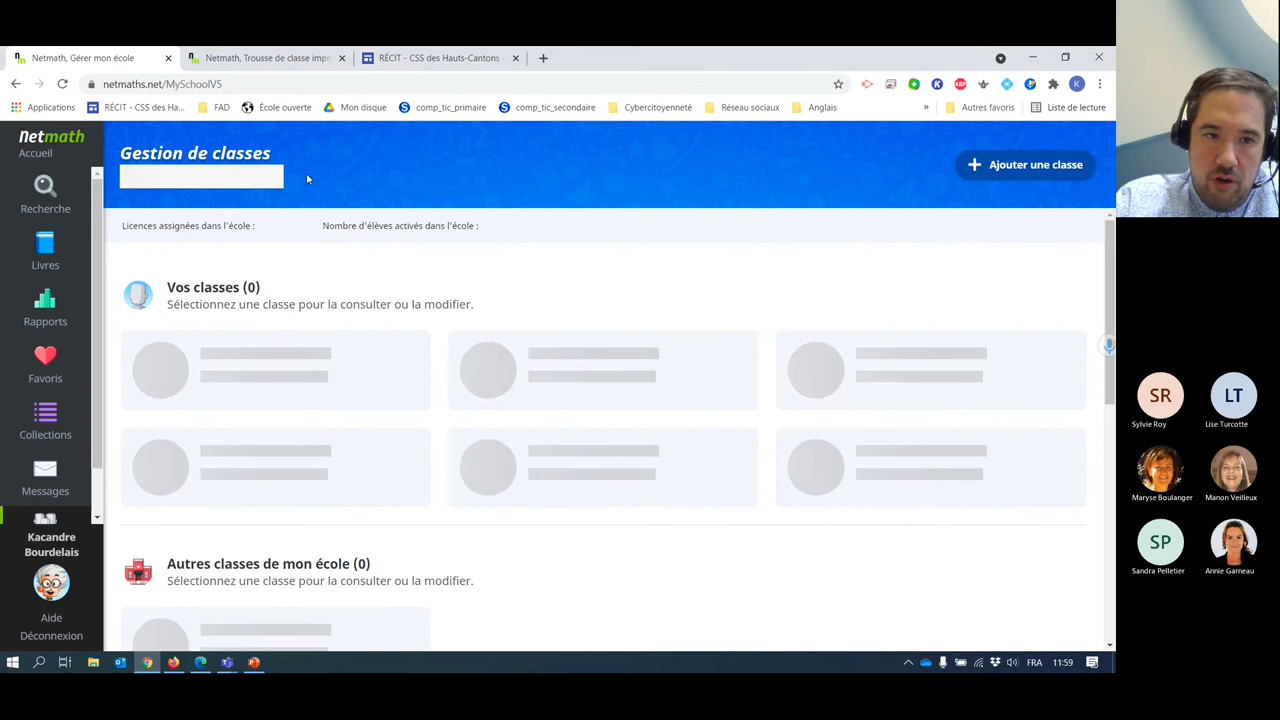 Netmath, Gérer mon école
Netmath, Trousse de classe impr
RÉCIT - CSS des Hauts-Cantons
netmaths.net/MySchoolV5
K
ABP
K
Applications
RÉCIT - CSS des Ha...
FAD
École ouverte
Mon disque
comp_tic_primaire
comp_tic_secondaire
Cybercitoyenneté
Réseau sociaux
Anglais
»
Autres favoris
Liste de lecture
netmath
Accueil
Recherche
Livres
Rapports
Favoris
Collections
Messages
Kacandre
Bourdelais
Aide
Déconnexion
Gestion de classes
+ Ajouter une classe
Licences assignées dans l'école :
Nombre d'élèves activés dans l'école :
Vos classes (0)
Sélectionnez une classe pour la consulter ou la modifier.
Autres classes de mon école (0)
Sélectionnez une classe pour la consulter ou la modifier.
FRA
11:59
SR
Sylvie Roy
LT
Lise Turcotte
Maryse Boulanger
Manon Veilleux
SP
Sandra Pelletier
Annie Garneau